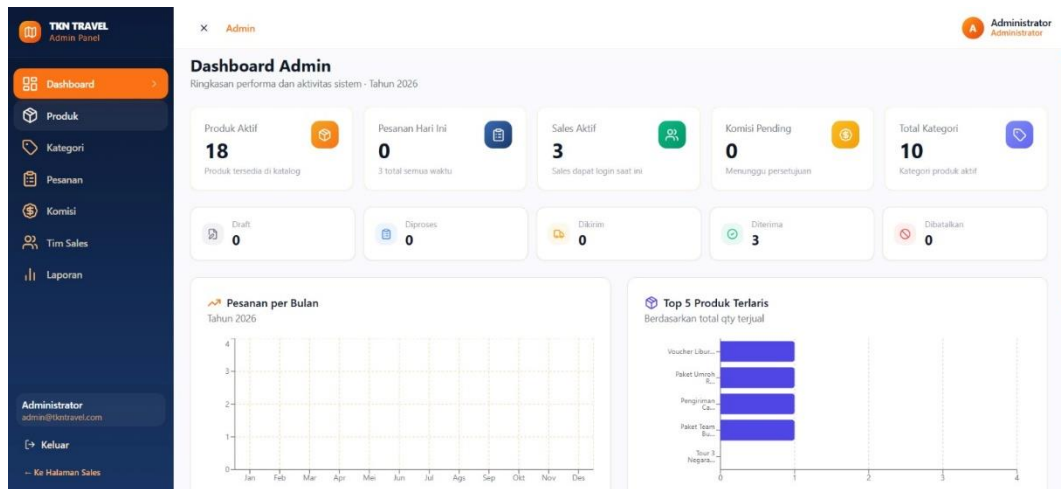 TKN TRAVEL
Admin Panel
Admin
A
Administrator
Administrator
Dashboard
Produk
Kategori
Pesanan
Komisi
Tim Sales
Laporan
Administrator
admin@tkntravel.com
Keluar
← Ke Halaman Sales
Dashboard Admin
Ringkasan performa dan aktivitas sistem - Tahun 2026
Produk Aktif
18
Produk tersedia di katalog
Pesanan Hari Ini
0
3 total semua waktu
Sales Aktif
3
Sales dapat login saat ini
Komisi Pending
0
Menunggu persetujuan
Total Kategori
10
Kategori produk aktif
Draft
0
Diproses
0
Dikirim
0
Diterima
3
Dibatalkan
0
Pesanan per Bulan
Tahun 2026
4
3
2
1
0
Jan Feb Mar Apr Mei Jun Jul Ags Sep Okt Nov Des
Top 5 Produk Terlaris
Berdasarkan total qty terjual
Voucher Libur...
Paket Umroh
R...
Pengiriman
Ca...
Paket Team
Bu...
Tour 3
Negara...
0 1 2 3 4